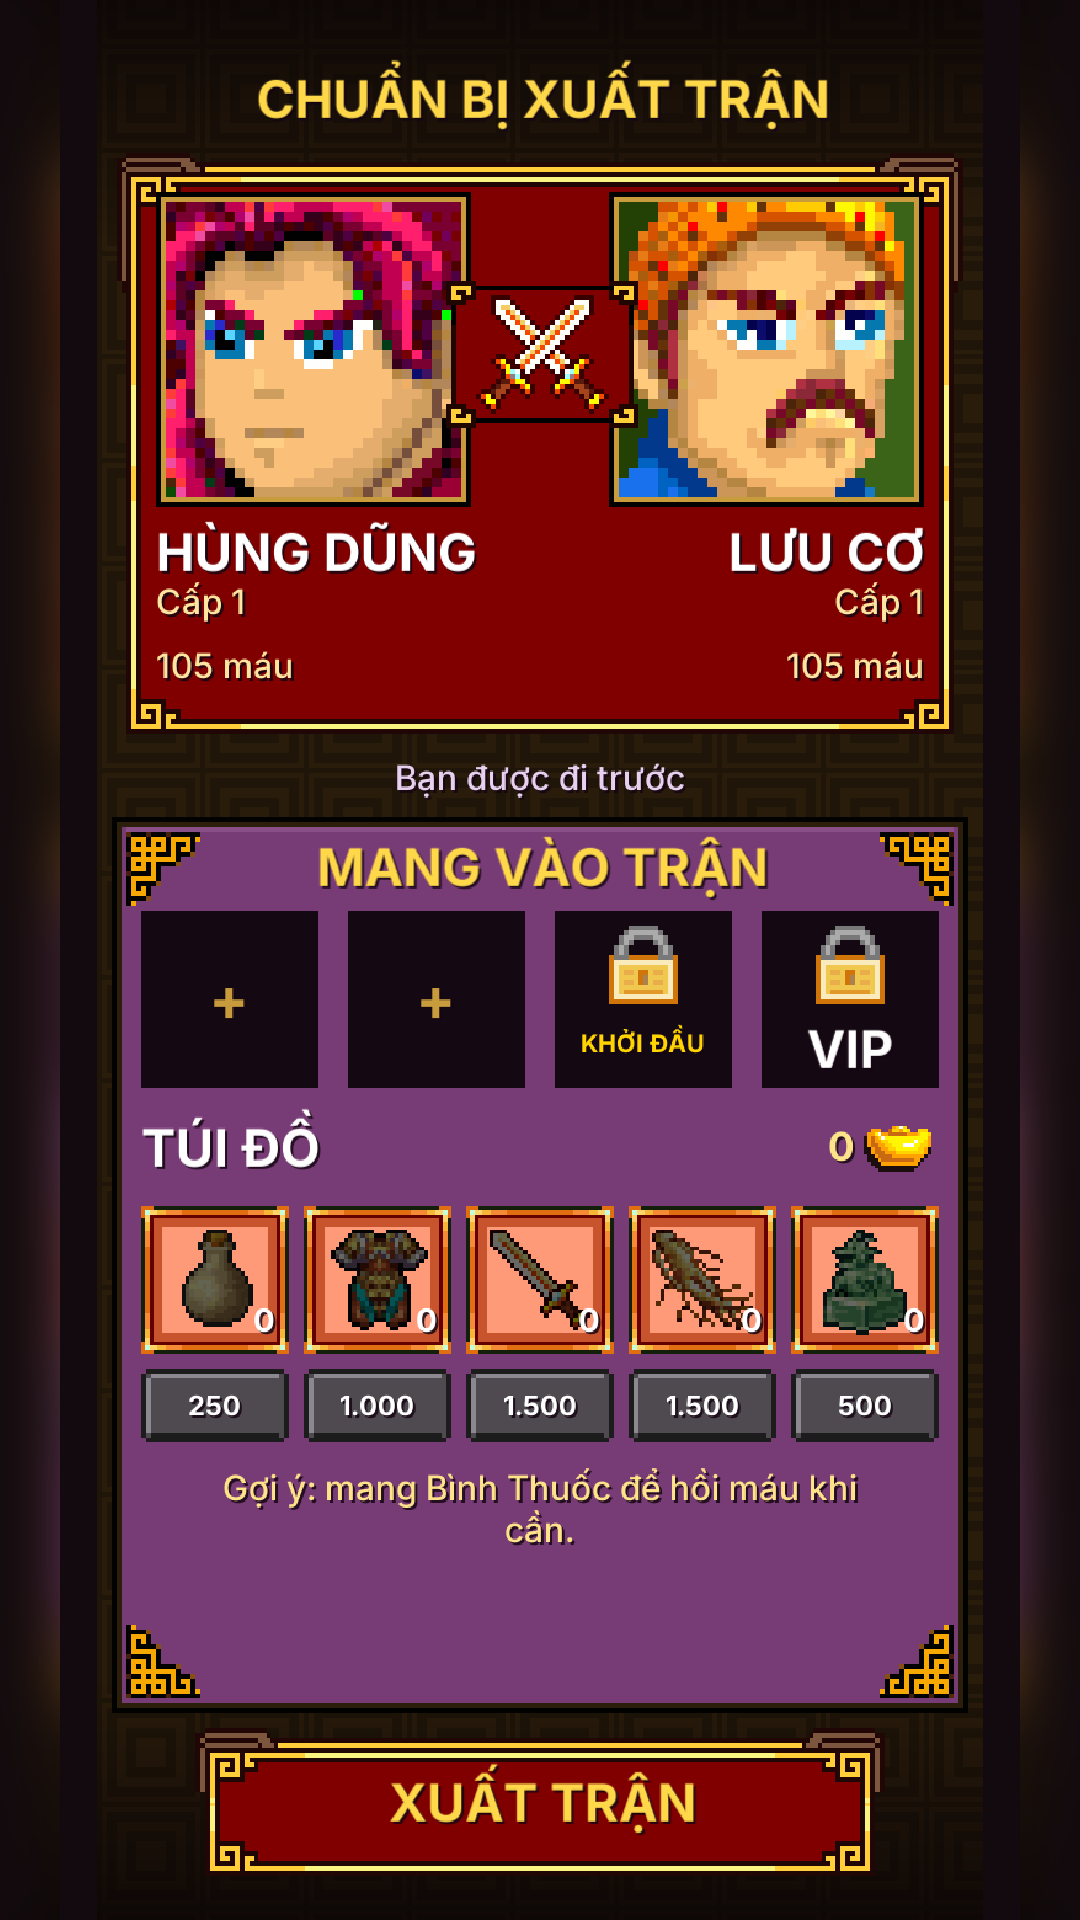 CHUẨN BỊ XUẤT TRẬN
HÙNG DŨNG
LƯU CƠ
Cấp 1
Cấp 1
105 máu
105 máu
Bạn được đi trước
MANG VÀO TRẬN
+
+
KHỞI ĐẦU
VIP
TÚI ĐỒ
0
0
0
0
0
0
250
1.000
1.500
1.500
500
Gợi ý: mang Bình Thuốc để hồi máu khi
cần.
XUẤT TRẬN